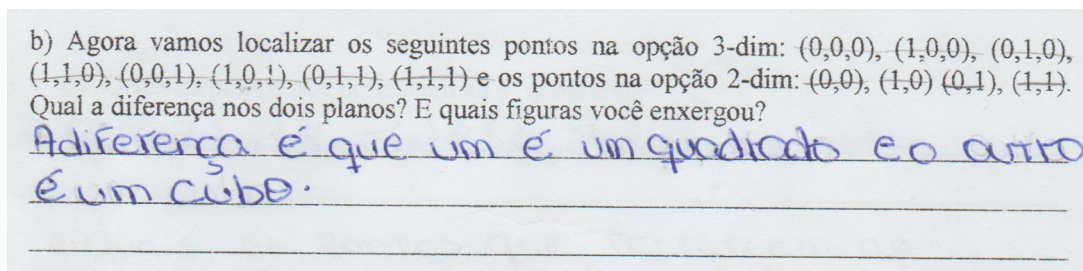 b) Agora vamos localizar os seguintes pontos na opção 3-dim: (0,0,0), (1,0,0), (0,1,0),
(1,1,0), (0,0,1), (1,0,1), (0,1,1), (1,1,1) e os pontos na opção 2-dim: (0,0), (1,0) (0,1), (1,1).
Qual a diferença nos dois planos? E quais figuras você enxergou?
A diferença é que um é um quadrado e o outro
é um cubo.